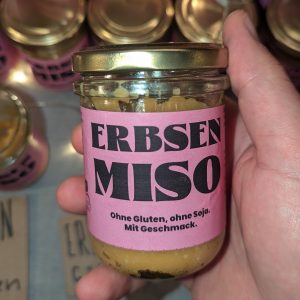 ERBSEN
MISO
Ohne Gluten, ohne Soja.
Mit Geschmack.